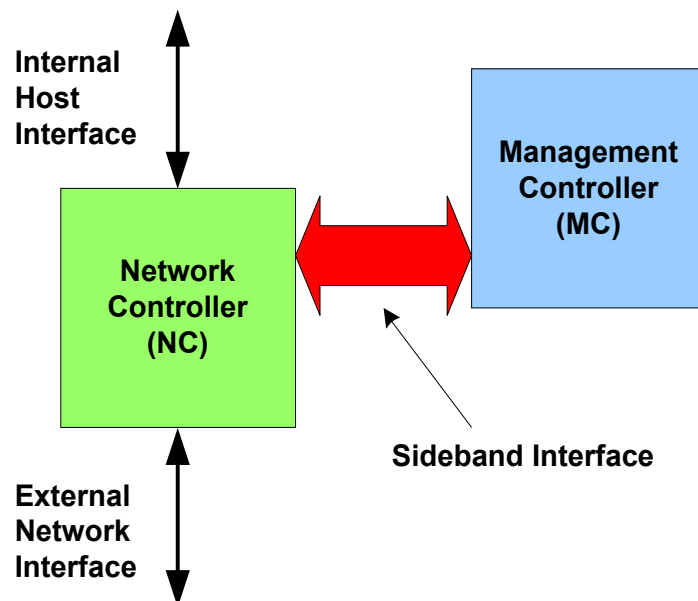 Internal
Host
Interface
Management
Controller
(MC)
Network
Controller
(NC)
Sideband Interface
External
Network
Interface